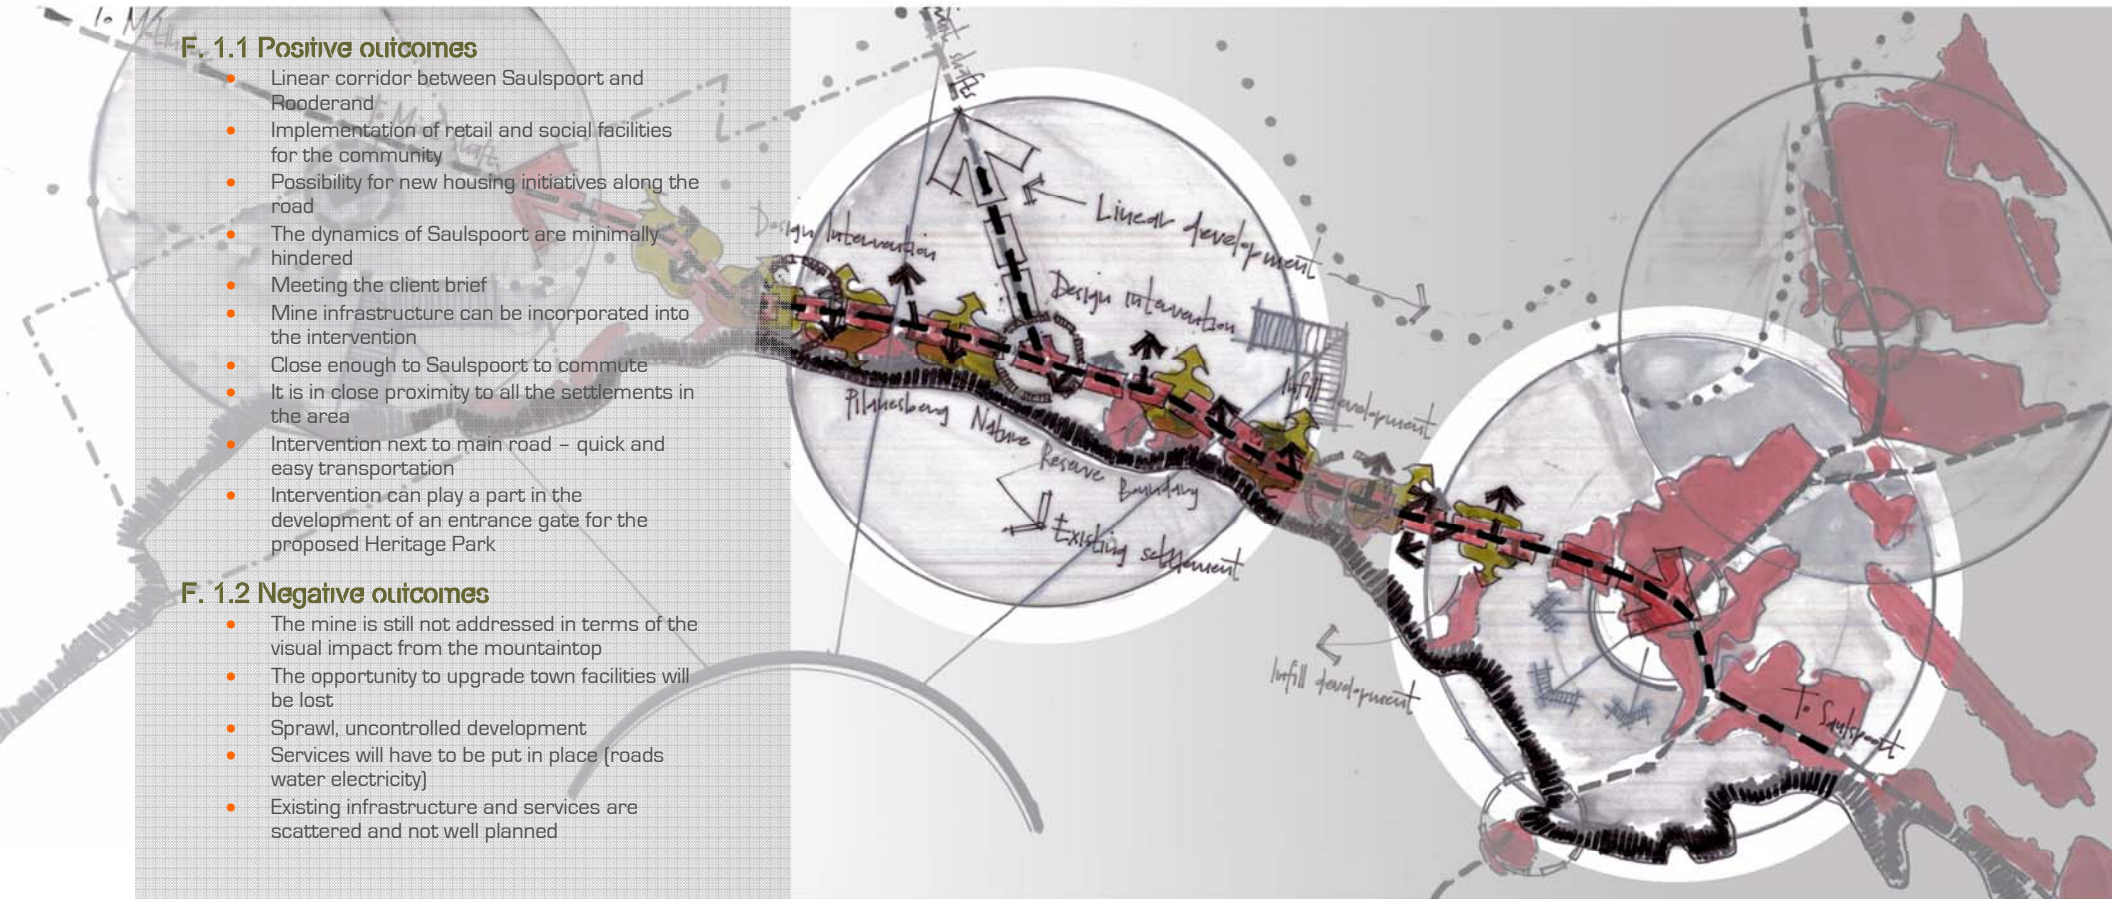 F. 1.1 Positive outcomes
• Linear corridor between Saulspoort and
Rooderand
• Implementation of retail and social facilities
for the community
• Possibility for new housing initiatives along the
road
• The dynamics of Saulspoort are minimally
hindered
• Meeting the client brief
• Mine infrastructure can be incorporated into
the intervention
• Close enough to Saulspoort to commute
• It is in close proximity to all the settlements in
the area
• Intervention next to main road – quick and
easy transportation
• Intervention can play a part in the
development of an entrance gate for the
proposed Heritage Park
F. 1.2 Negative outcomes
• The mine is still not addressed in terms of the
visual impact from the mountaintop
• The opportunity to upgrade town facilities will
be lost
• Sprawl, uncontrolled development
• Services will have to be put in place (roads
water electricity)
• Existing infrastructure and services are
scattered and not well planned
To
To Mine shafts
shafts
Linear development
Design Intervention
Design intervention
Infill development
Pilanesberg Nature Reserve Boundary
Existing settlement
Infill development
To Saulspoort